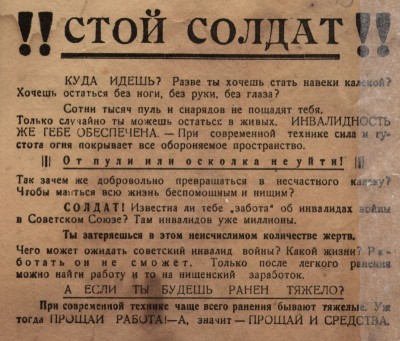 !! СТОЙ СОЛДАТ !!
КУДА ИДЕШЬ? Разве ты хочешь стать навеки калекой?
Хочешь остаться без ноги, без руки, без глаза?
Сотни тысяч пуль и снарядов не пощадят тебя.
Только случайно ты можешь остаться в живых. ИНВАЛИДНОСТЬ
ЖЕ ТЕБЕ ОБЕСПЕЧЕНА. — При современной технике сила и гу-
стота огня покрывает все обороняемое пространство.
||| От пули или осколка не уйти! |||
Так зачем же добровольно превращаться в несчастного калеку?
Чтобы маяться всю жизнь беспомощным и нищим?
СОЛДАТ! Известна ли тебе „забота" об инвалидах войны
в Советском Союзе? Там инвалидов уже миллионы.
Ты затеряешься в этом неисчислимом количестве жертв.
Чего может ожидать советский инвалид войны? Какой жизни? Ра-
ботать он не сможет. Только после легкого ранения
можно найти работу и то на нищенский заработок.
А ЕСЛИ ТЫ БУДЕШЬ РАНЕН ТЯЖЕЛО?
При современной технике чаще всего ранения бывают тяжелые. Уж
тогда ПРОЩАЙ РАБОТА!—А, значит — ПРОЩАЙ И СРЕДСТВА.